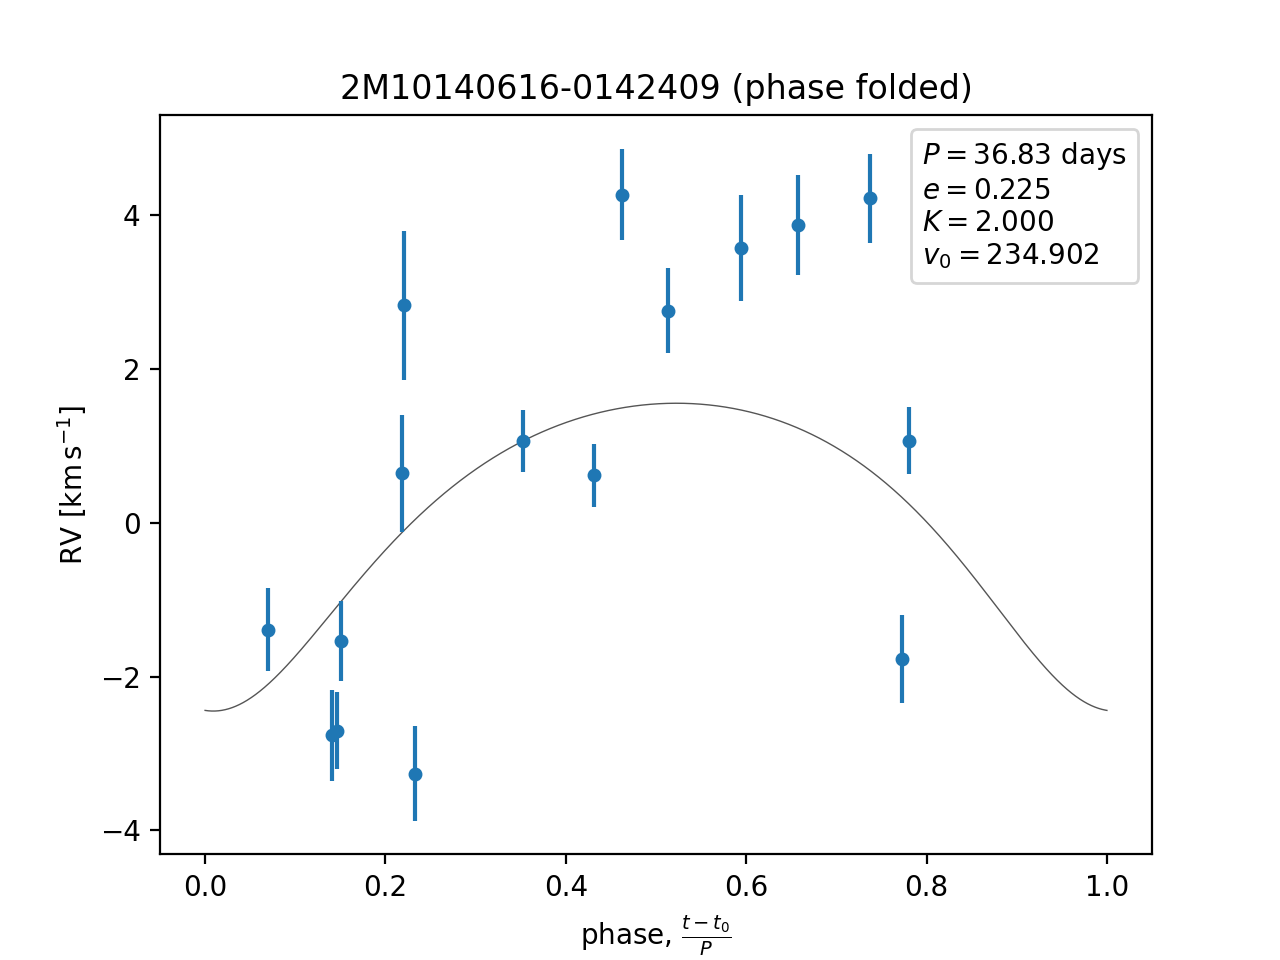 2M10140616-0142409 (phase folded)
P = 36.83 days
e = 0.225
K = 2.000
v₀ = 234.902
RV [km s⁻¹]
4
2
0
−2
−4
0.0 0.2 0.4 0.6 0.8 1.0
phase, (t − t₀)/P